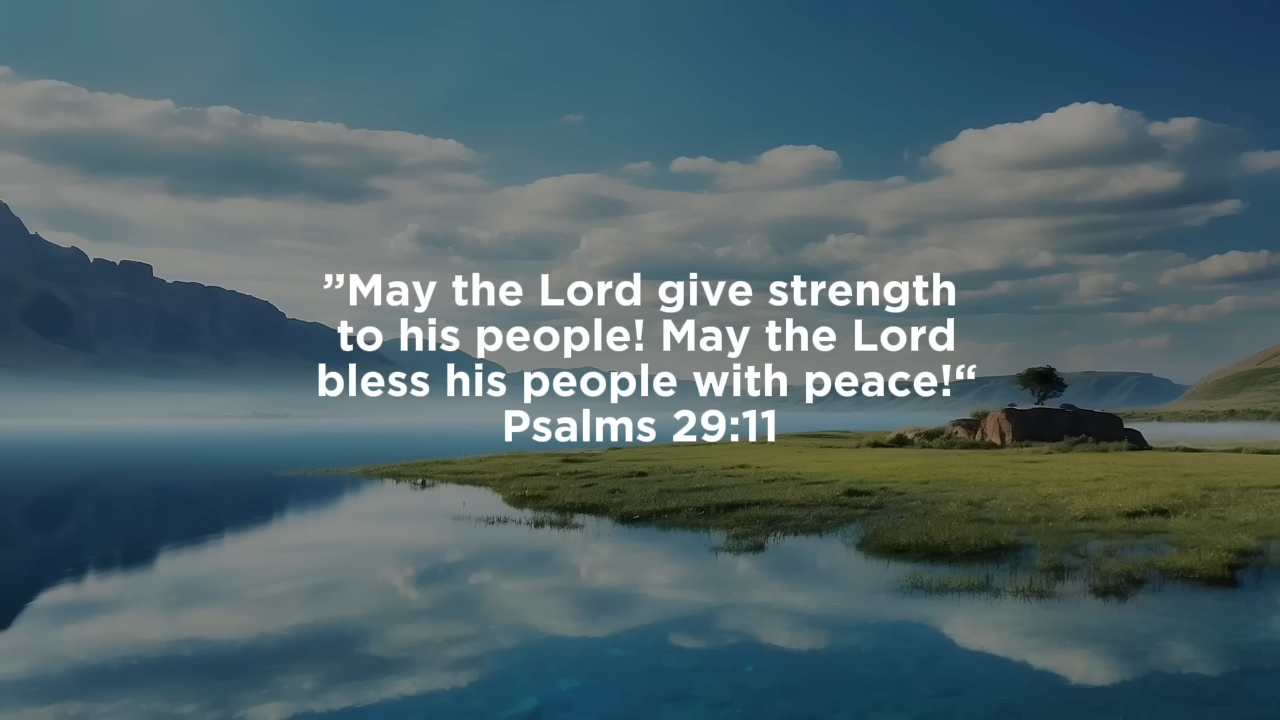 ”May the Lord give strength
to his people! May the Lord
bless his people with peace!“
Psalms 29:11